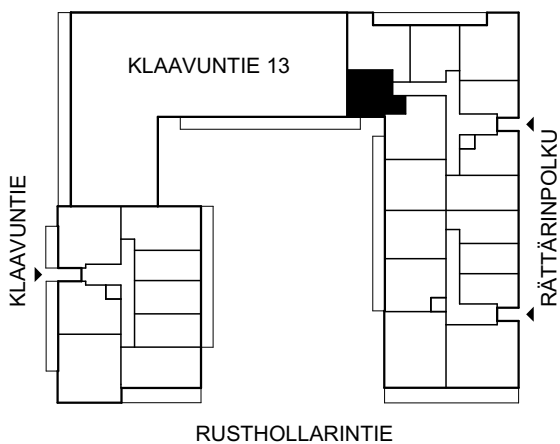 KLAAVUNTIE 13
KLAAVUNTIE
RÄTTÄRINPOLKU
RUSTHOLLARINTIE